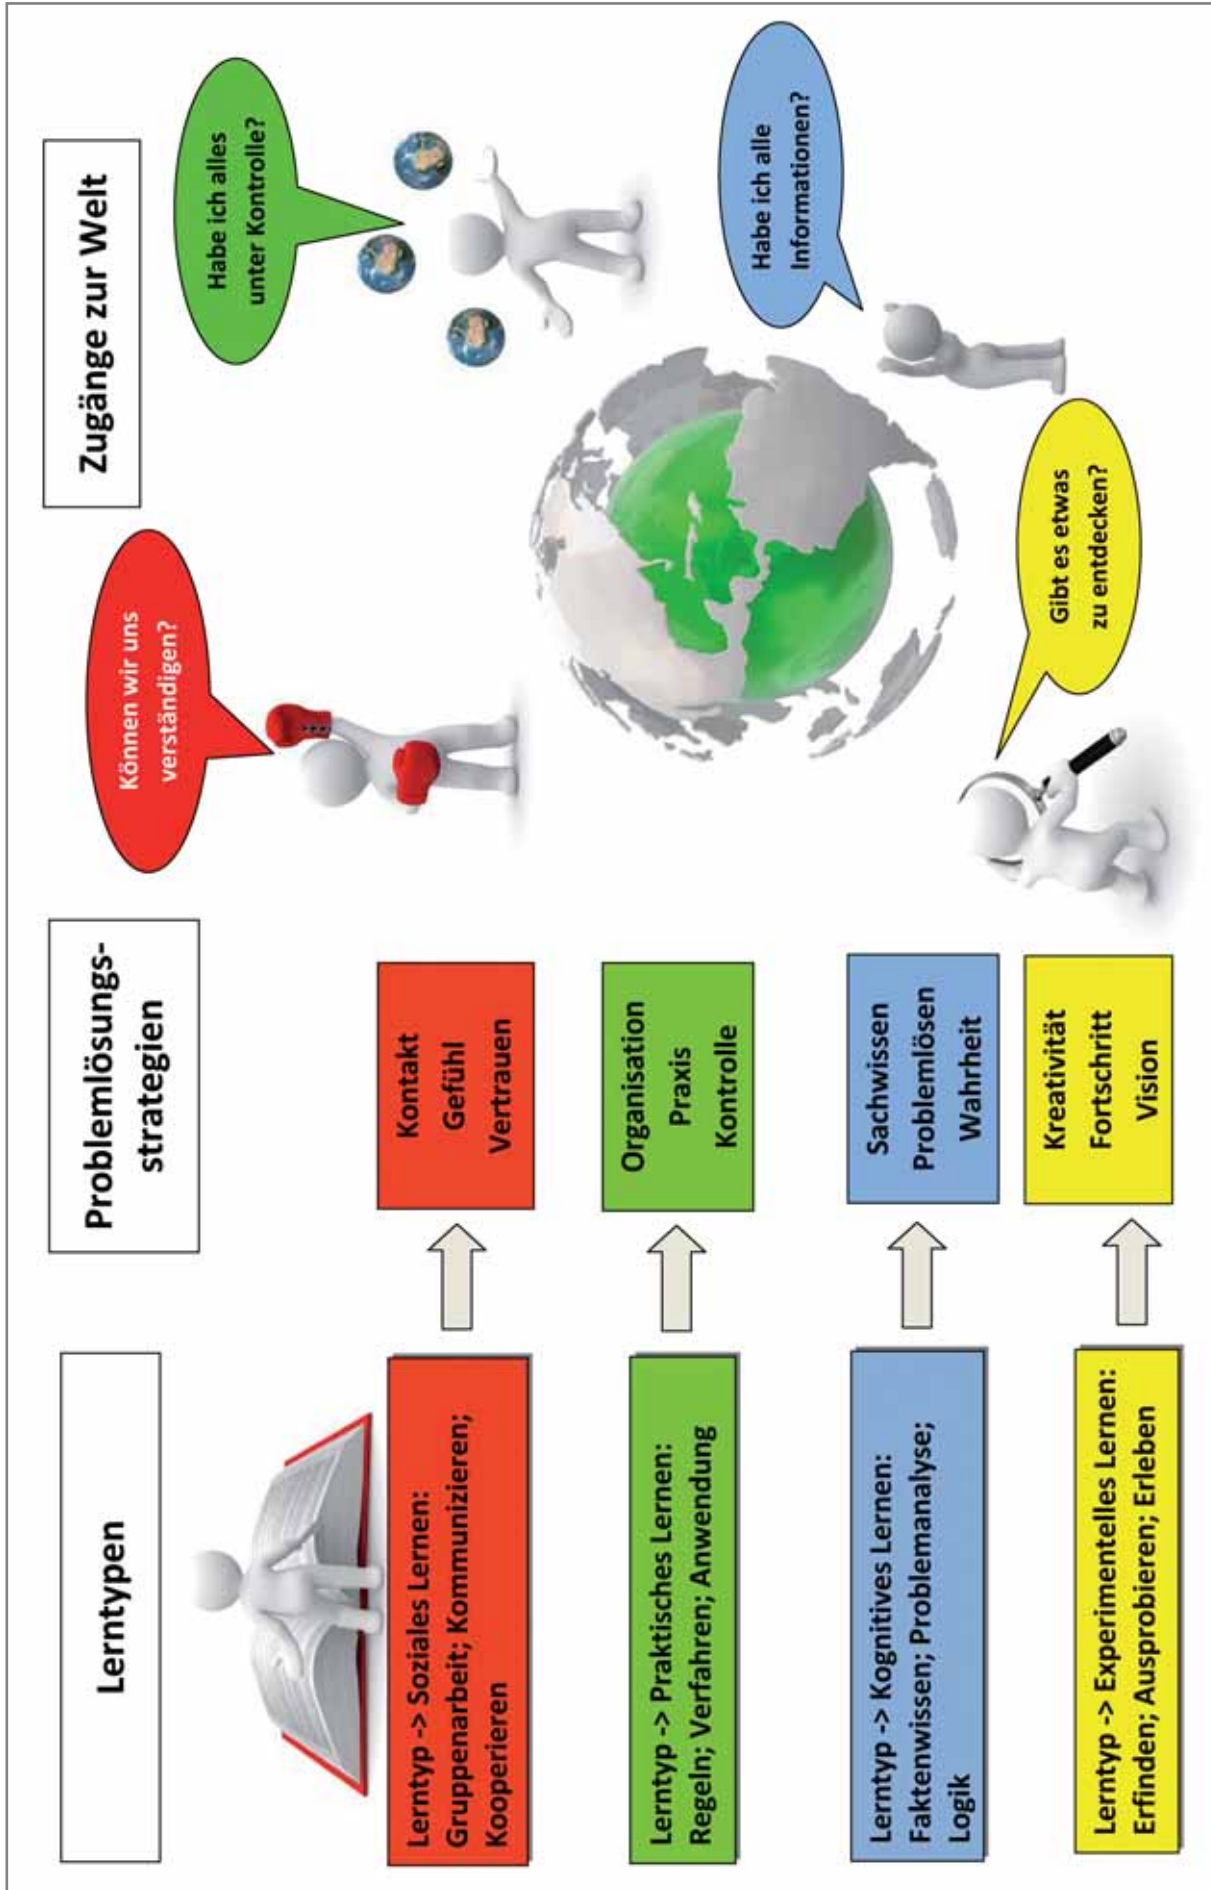 Lerntypen
Problemlösungs-
strategien
Zugänge zur Welt
Lerntyp -> Soziales Lernen:
Gruppenarbeit; Kommunizieren;
Kooperieren
Kontakt
Gefühl
Vertrauen
Lerntyp -> Praktisches Lernen:
Regeln; Verfahren; Anwendung
Organisation
Praxis
Kontrolle
Lerntyp -> Kognitives Lernen:
Faktenwissen; Problemanalyse;
Logik
Sachwissen
Problemlösen
Wahrheit
Lerntyp -> Experimentelles Lernen:
Erfinden; Ausprobieren; Erleben
Kreativität
Fortschritt
Vision
Können wir uns
verständigen?
Habe ich alles
unter Kontrolle?
Habe ich alle
Informationen?
Gibt es etwas
zu entdecken?